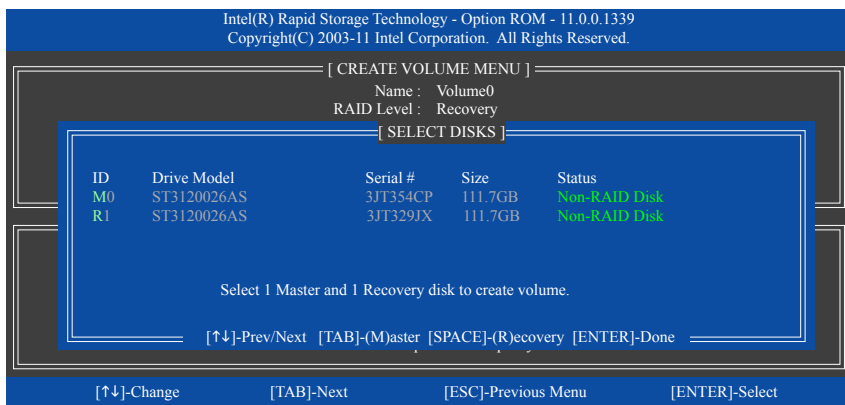 Intel(R) Rapid Storage Technology - Option ROM - 11.0.0.1339
Copyright(C) 2003-11 Intel Corporation. All Rights Reserved.
[ CREATE VOLUME MENU ]
Name : Volume0
RAID Level : Recovery
[ SELECT DISKS ]
ID Drive Model Serial # Size Status
M0 ST3120026AS 3JT354CP 111.7GB Non-RAID Disk
R1 ST3120026AS 3JT329JX 111.7GB Non-RAID Disk
Select 1 Master and 1 Recovery disk to create volume.
[↑↓]-Prev/Next [TAB]-(M)aster [SPACE]-(R)ecovery [ENTER]-Done
[↑↓]-Change [TAB]-Next [ESC]-Previous Menu [ENTER]-Select